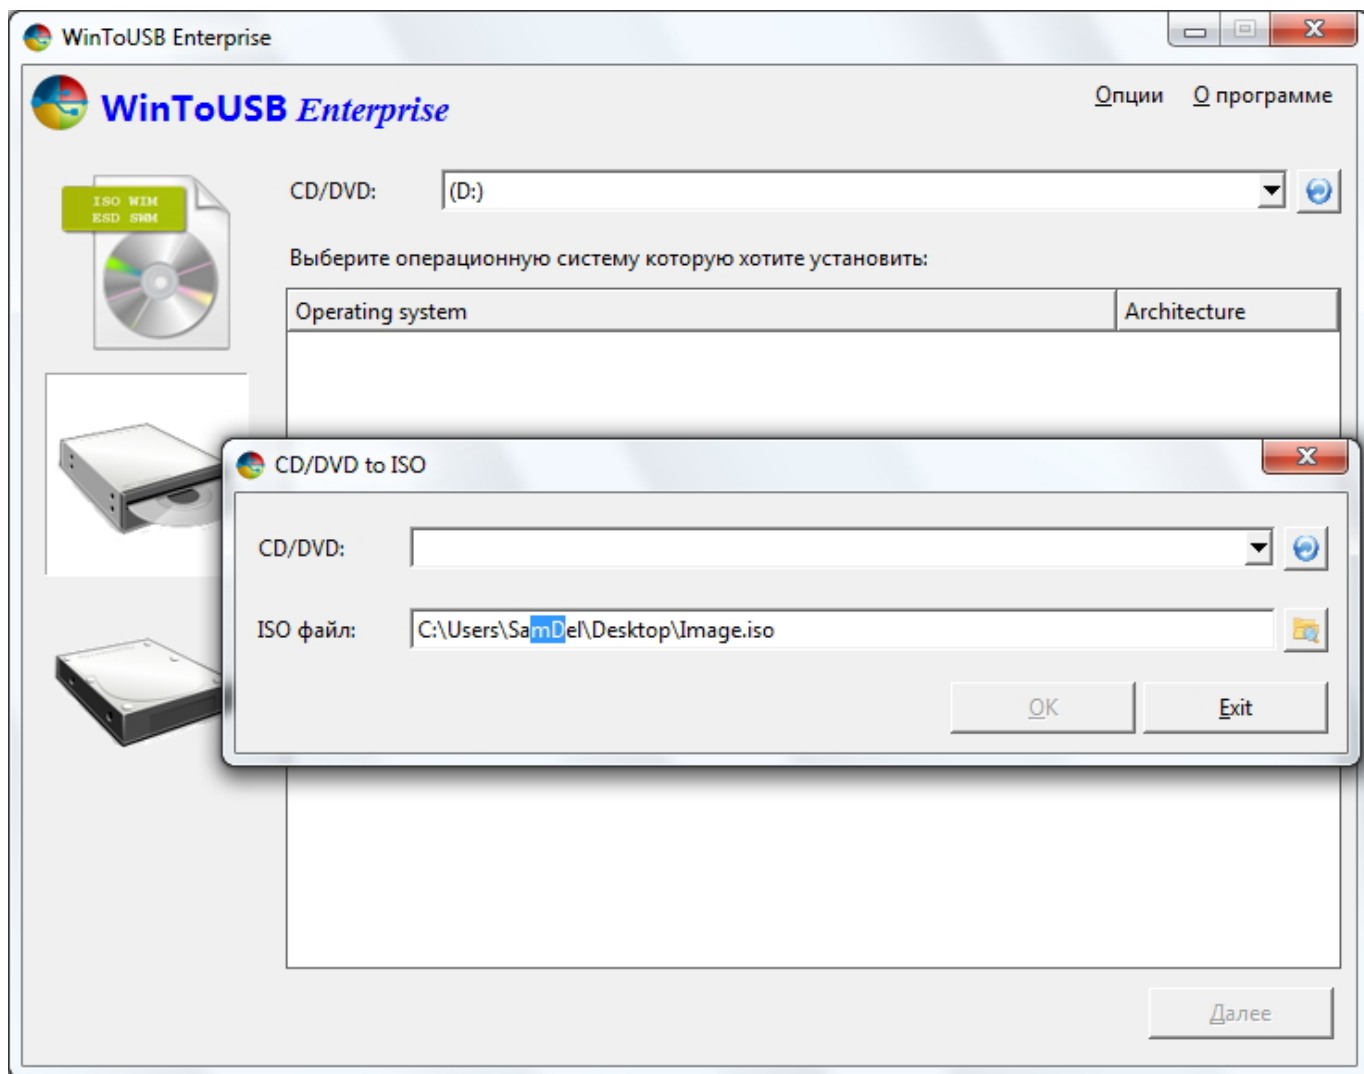 WinToUSB Enterprise
WinToUSB Enterprise
Опции О программе
ISO WIM
ESD SWM
CD/DVD: (D:)
Выберите операционную систему которую хотите установить:
Operating system Architecture
CD/DVD to ISO
CD/DVD:
ISO файл: C:\Users\SamDel\Desktop\Image.iso
OK Exit
Далее